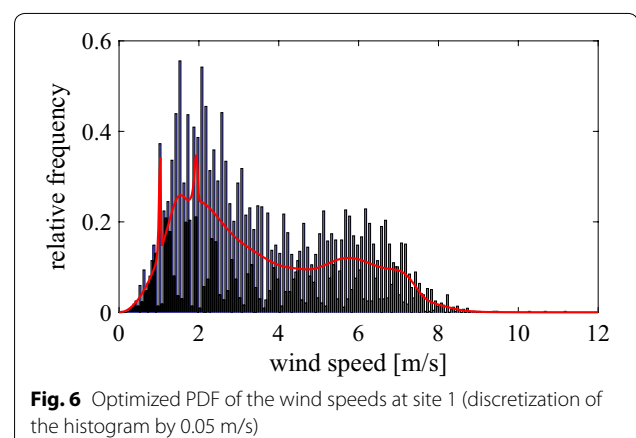 0.6
0.4
0.2
0
relative frequency
0 2 4 6 8 10 12
wind speed [m/s]
Fig. 6 Optimized PDF of the wind speeds at site 1 (discretization of
the histogram by 0.05 m/s)